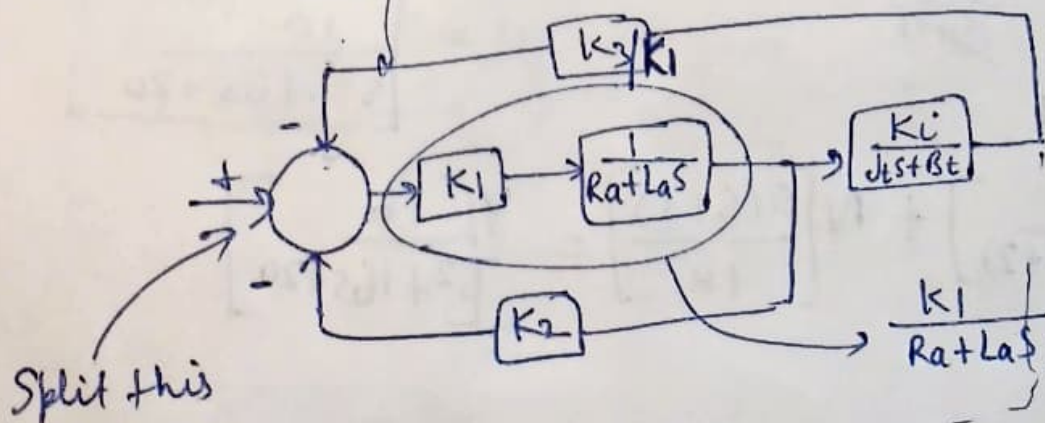 K3/K1
-
+
K1
1
Ra+LaS
Ki
Jts+Bt
-
K2
K1
Ra+LaS
Split this